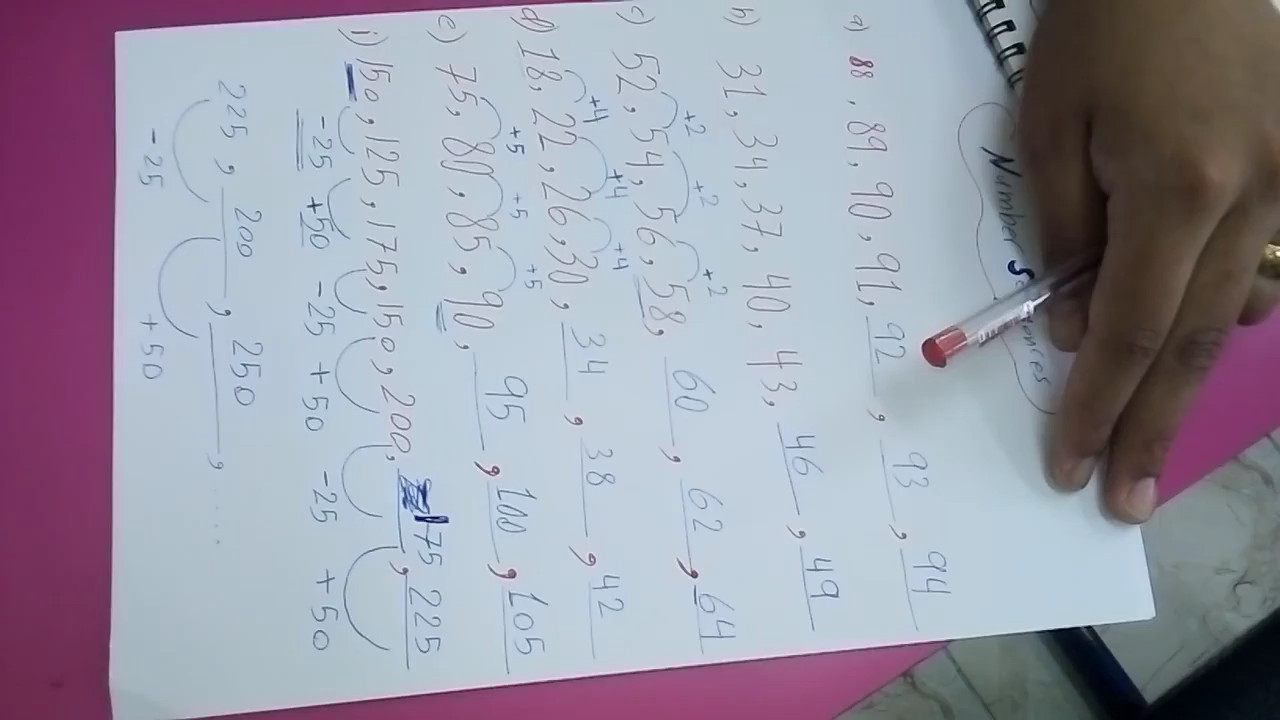 Number Se
nces
a) 88, 89, 90, 91, 92, 93, 94
b) 31, 34, 37, 40, 43, 46, 49
+2 +2 +2
c) 52, 54, 56, 58, 60, 62, 64
+4 +4 +4
d) 18, 22, 26, 30, 34, 38, 42
+5 +5 +5
e) 75, 80, 85, 90, 95, 100, 105
i) 150, 125, 175, 150, 200, 175, 225
-25 +50 -25 +50 -25 +50
225, 200, 250, .....
-25 +50